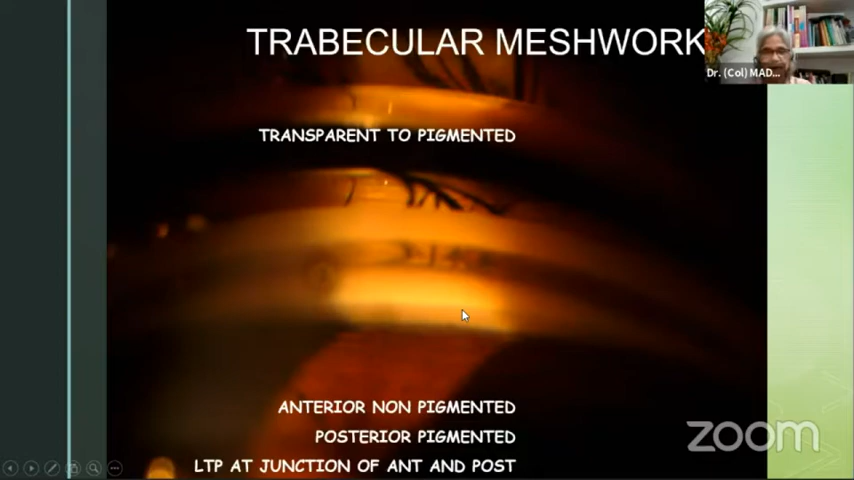 TRABECULAR MESHWORK
Dr. (Col) MAD...
TRANSPARENT TO PIGMENTED
ANTERIOR NON PIGMENTED
POSTERIOR PIGMENTED
LTP AT JUNCTION OF ANT AND POST
zoom